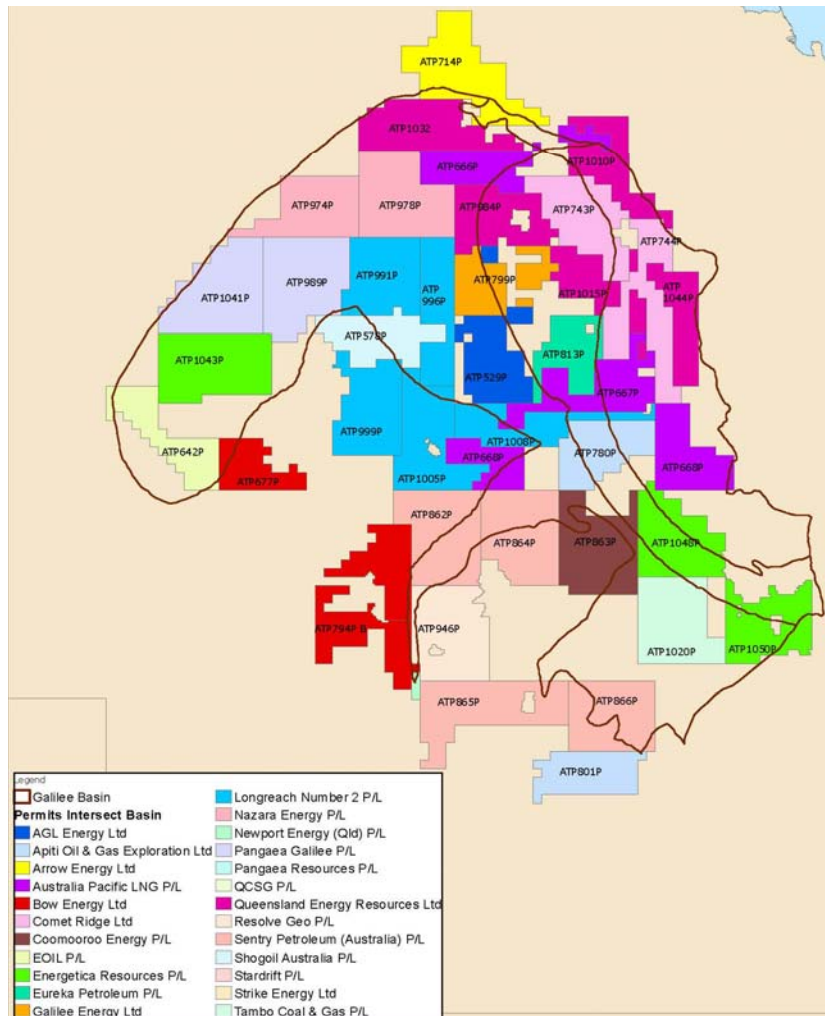 ATP714P
ATP1032
ATP666P
ATP1010P
ATP974P
ATP978P
ATP984P
ATP743P
ATP744P
ATP991P
ATP
996P
ATP799P
ATP1015P
ATP
1044P
ATP1041P
ATP989P
ATP578P
ATP813P
ATP1043P
ATP529P
ATP667P
ATP999P
ATP1008P
ATP642P
ATP677P
ATP1005P
ATP668P
ATP780P
ATP668P
ATP862P
ATP864P
ATP863P
ATP1048P
ATP794P B
ATP946P
ATP1020P
ATP1050P
ATP865P
ATP866P
ATP801P
Legend
Galilee Basin
Permits Intersect Basin
AGL Energy Ltd
Apiti Oil & Gas Exploration Ltd
Arrow Energy Ltd
Australia Pacific LNG P/L
Bow Energy Ltd
Comet Ridge Ltd
Coomooroo Energy P/L
EOIL P/L
Energetica Resources P/L
Eureka Petroleum P/L
Galilee Energy Ltd
Longreach Number 2 P/L
Nazara Energy P/L
Newport Energy (Qld) P/L
Pangaea Galilee P/L
Pangaea Resources P/L
QCSG P/L
Queensland Energy Resources Ltd
Resolve Geo P/L
Sentry Petroleum (Australia) P/L
Shogoil Australia P/L
Stardrift P/L
Strike Energy Ltd
Tambo Coal & Gas P/L